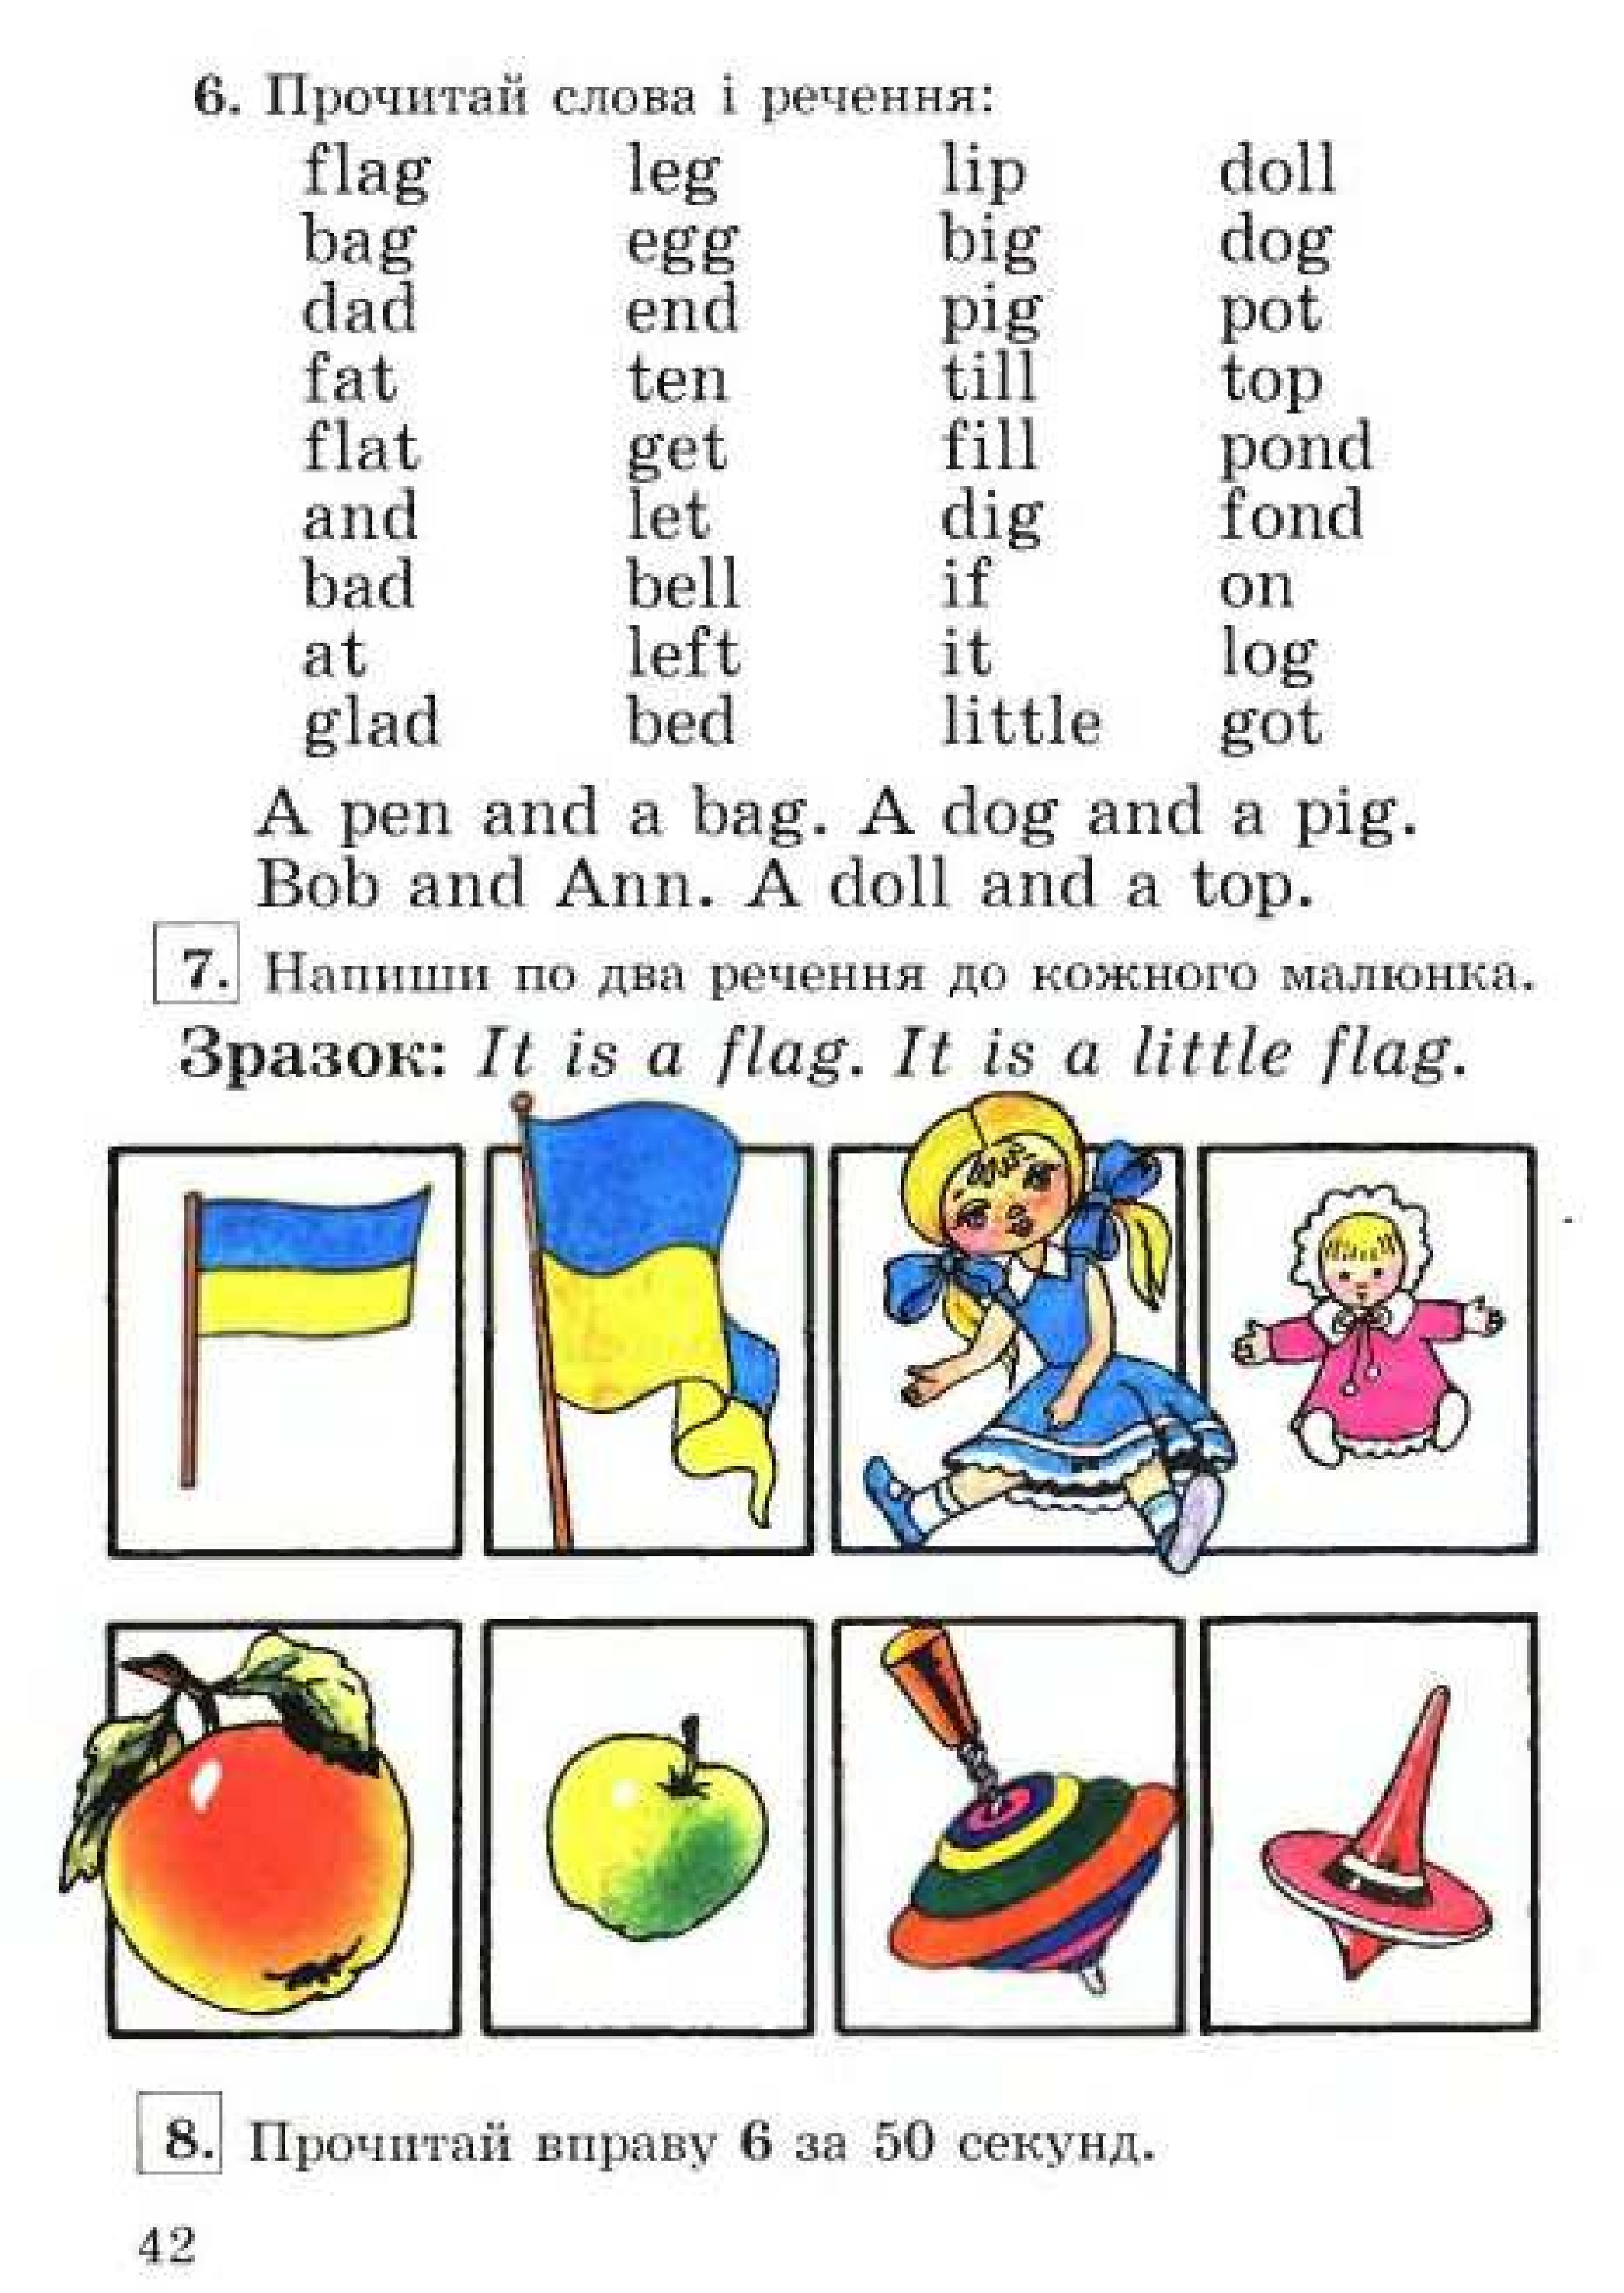 6. Прочитай слова і речення:
flag leg lip doll
bag egg big dog
dad end pig pot
fat ten till top
flat get fill pond
and let dig fond
bad bell if on
at left it log
glad bed little got
A pen and a bag. A dog and a pig.
Bob and Ann. A doll and a top.
7. Напиши по два речення до кожного малюнка.
Зразок: It is a flag. It is a little flag.
8. Прочитай вправу 6 за 50 секунд.
42